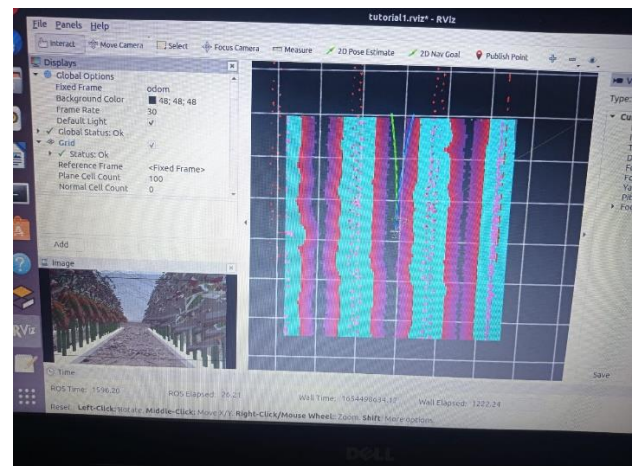 tutorial1.rviz* - RViz
File Panels Help
Interact Move Camera Select Focus Camera Measure 2D Pose Estimate 2D Nav Goal Publish Point
Displays
Global Options
Fixed Frame odom
Background Color 48; 48; 48
Frame Rate 30
Default Light
Global Status: Ok
Grid
Status: Ok
Reference Frame <Fixed Frame>
Plane Cell Count 100
Normal Cell Count 0
Add
Image
Type:
Time
ROS Time: 1596.20 ROS Elapsed: 26.21 Wall Time: Wall Elapsed: 1222.24
Save
Reset Left-Click: Rotate. Middle-Click: Move X/Y. Right-Click/Mouse Wheel: Zoom. Shift: More options.
RViz
DELL